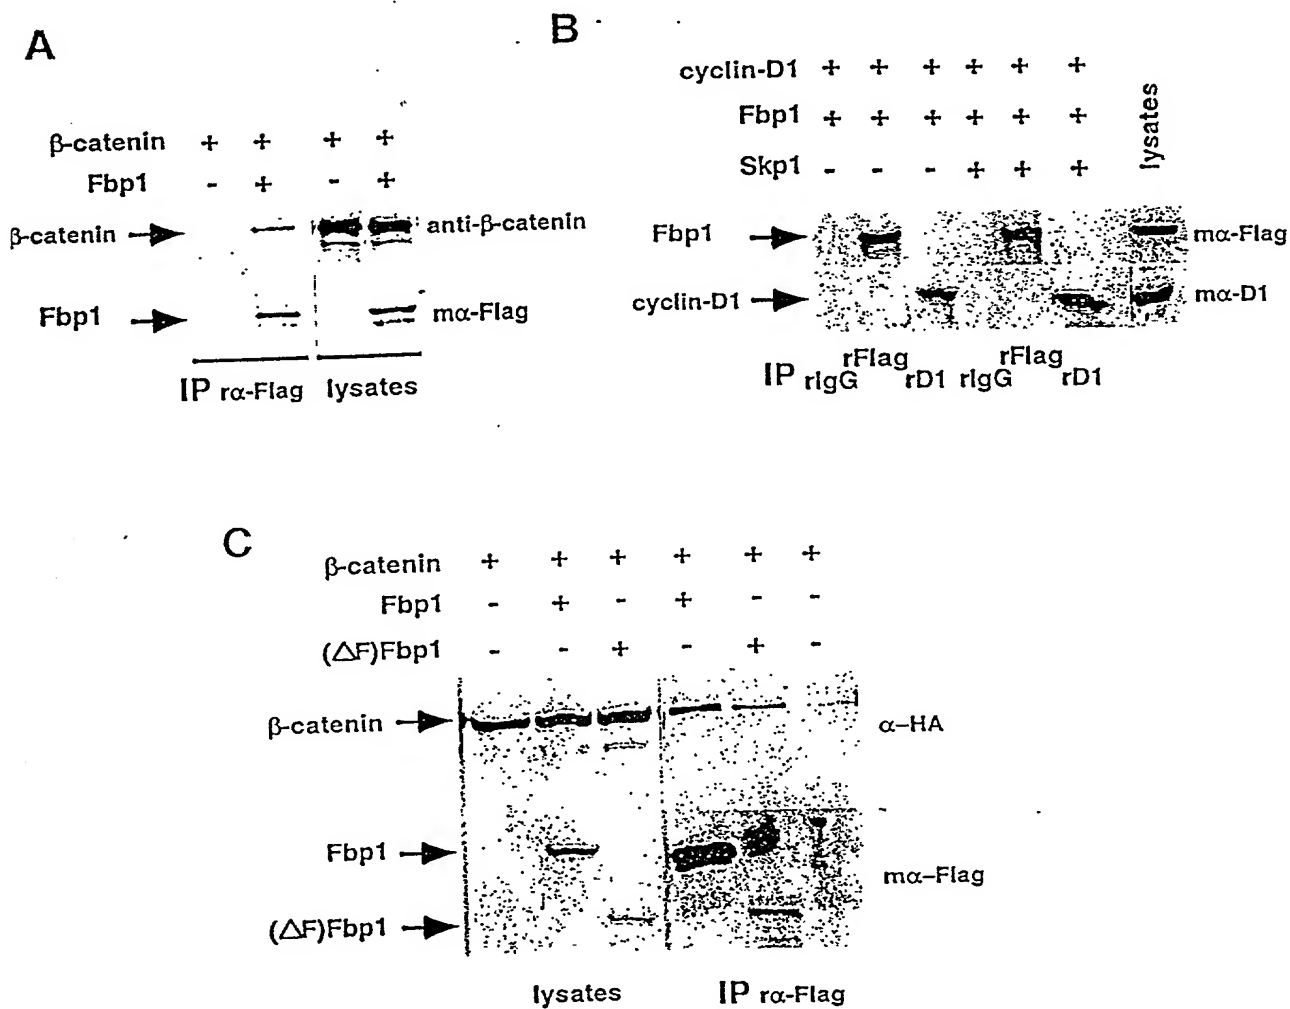 A
β-catenin + + + +
Fbp1 - + - +
β-catenin anti-β-catenin
Fbp1 mα-Flag
IP rα-Flag lysates
B
cyclin-D1 + + + + + +
Fbp1 + + + + + +
Skp1 - - - + + +
lysates
Fbp1 mα-Flag
cyclin-D1 mα-D1
IP rIgG rFlag rD1 rIgG rFlag rD1
C
β-catenin + + + + + +
Fbp1 - + - + - -
(△F)Fbp1 - - + - + -
β-catenin α-HA
Fbp1
mα-Flag
(△F)Fbp1
lysates IP rα-Flag